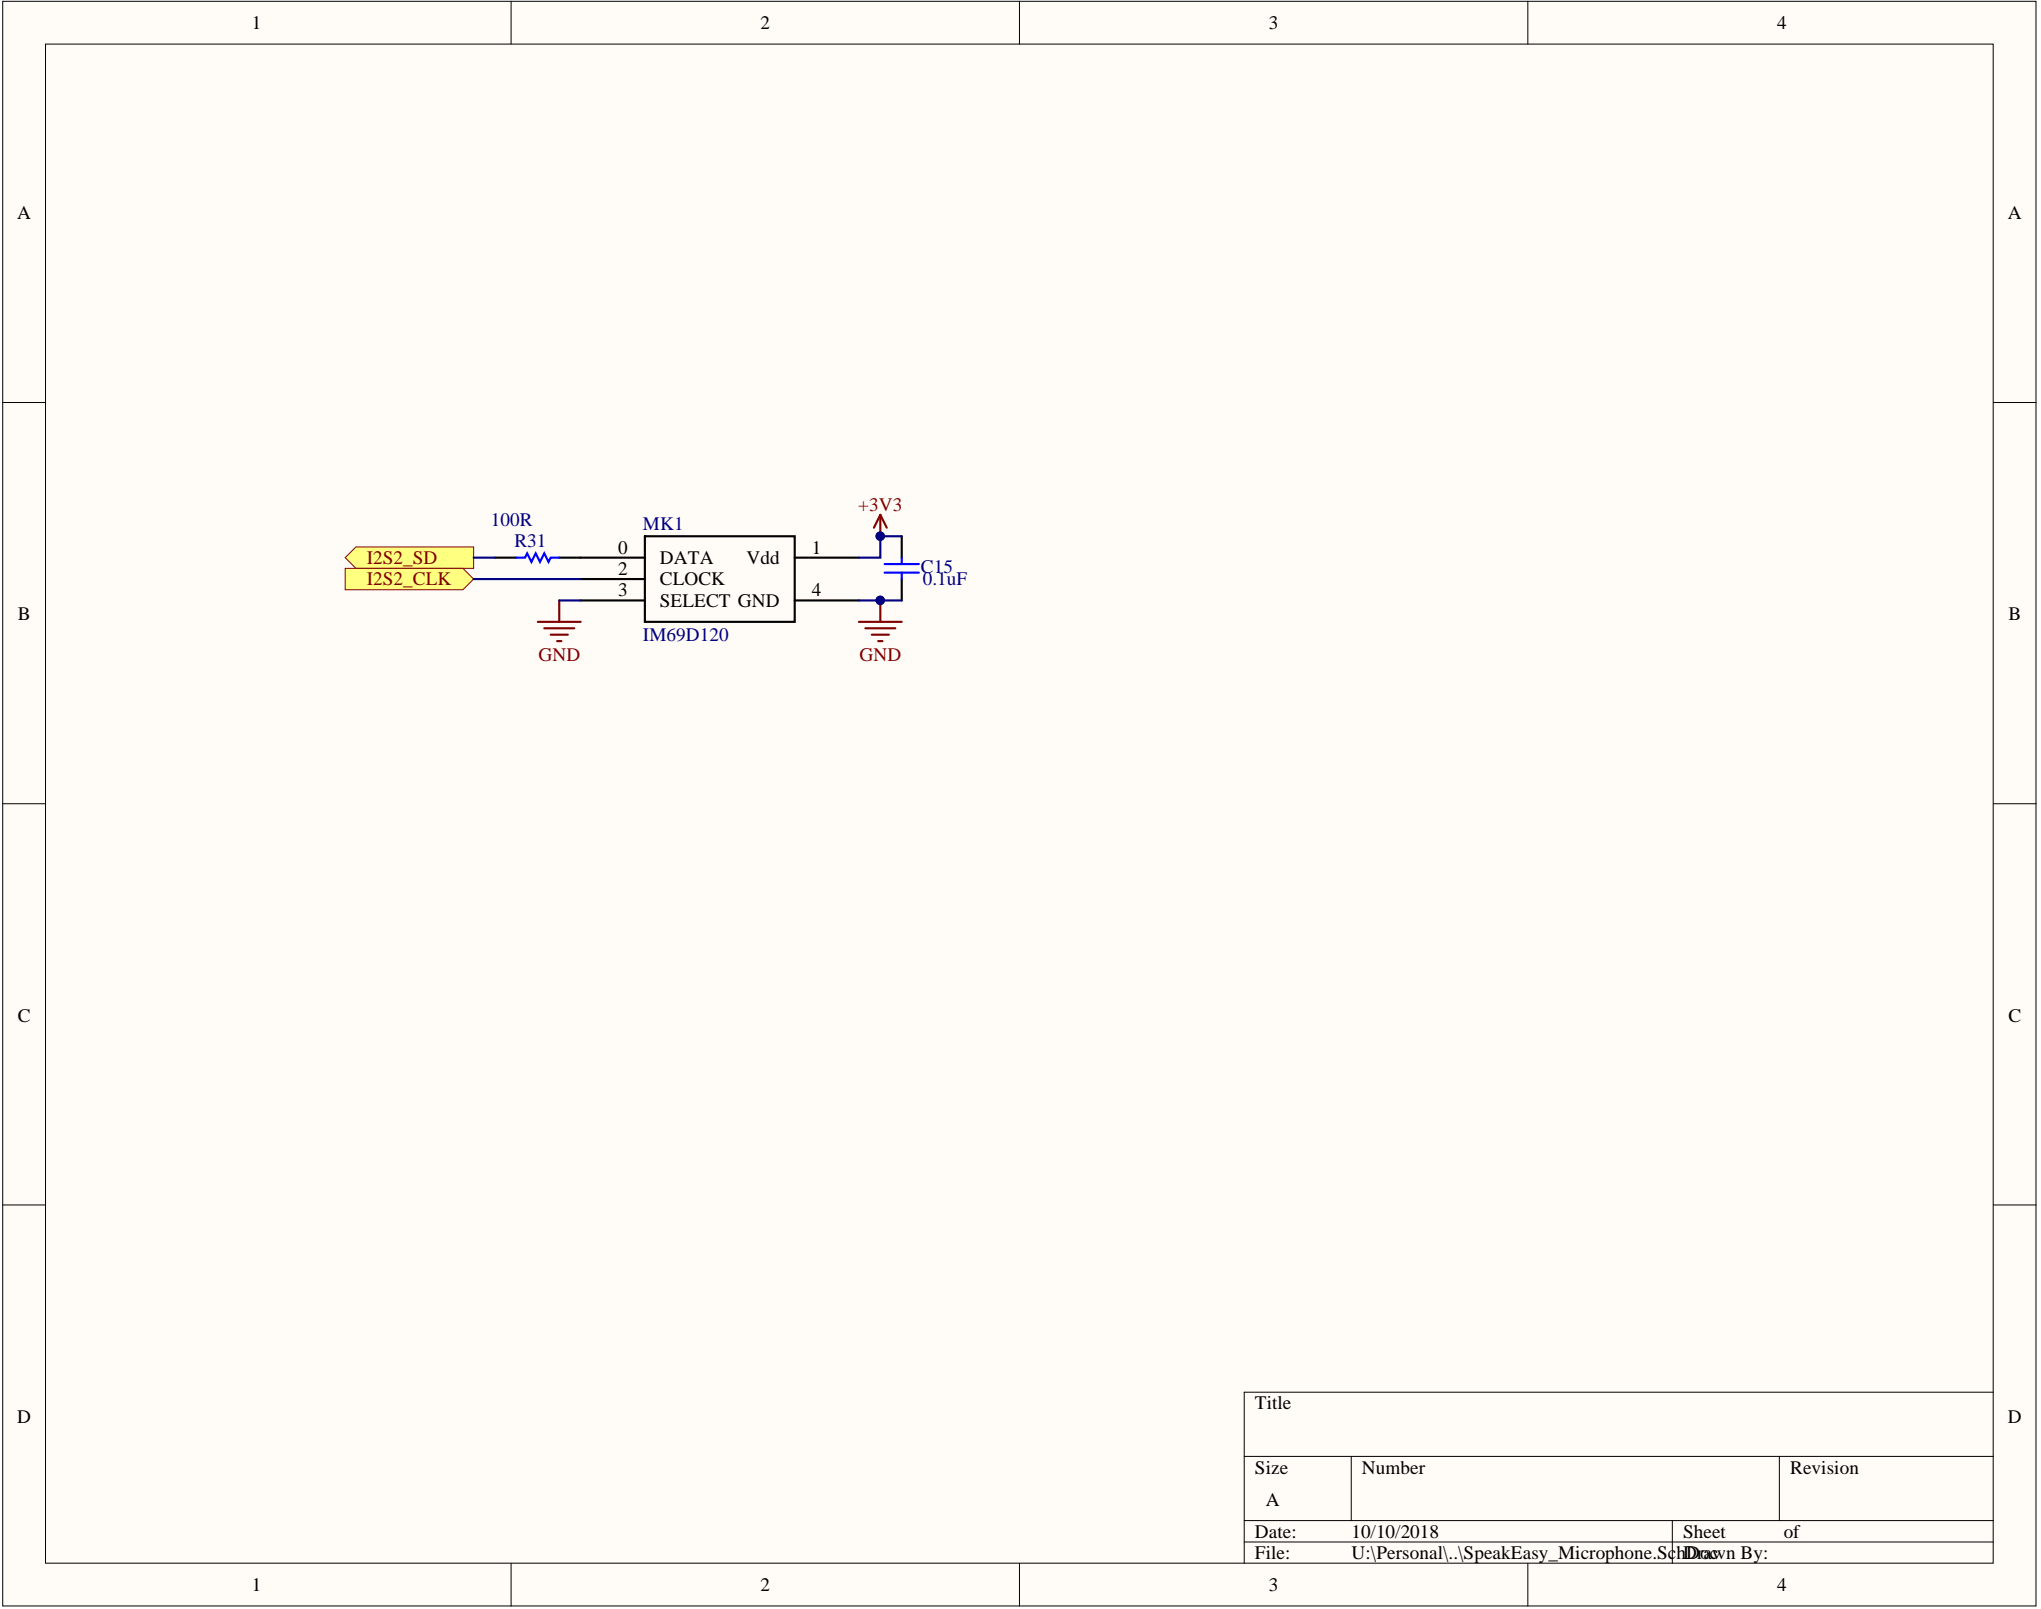 1 2 3 4
A A
+3V3
100R
MK1
R31
I2S2_SD 0 DATA Vdd 1
C15
I2S2_CLK 2 CLOCK
0.1uF
3 SELECT GND 4
B B
IM69D120
GND GND
C C
Title
D D
Size Number Revision
A
Date: 10/10/2018 Sheet of
File: U:\Personal\..\SpeakEasy_Microphone.SchDoc Drawn By:
1 2 3 4